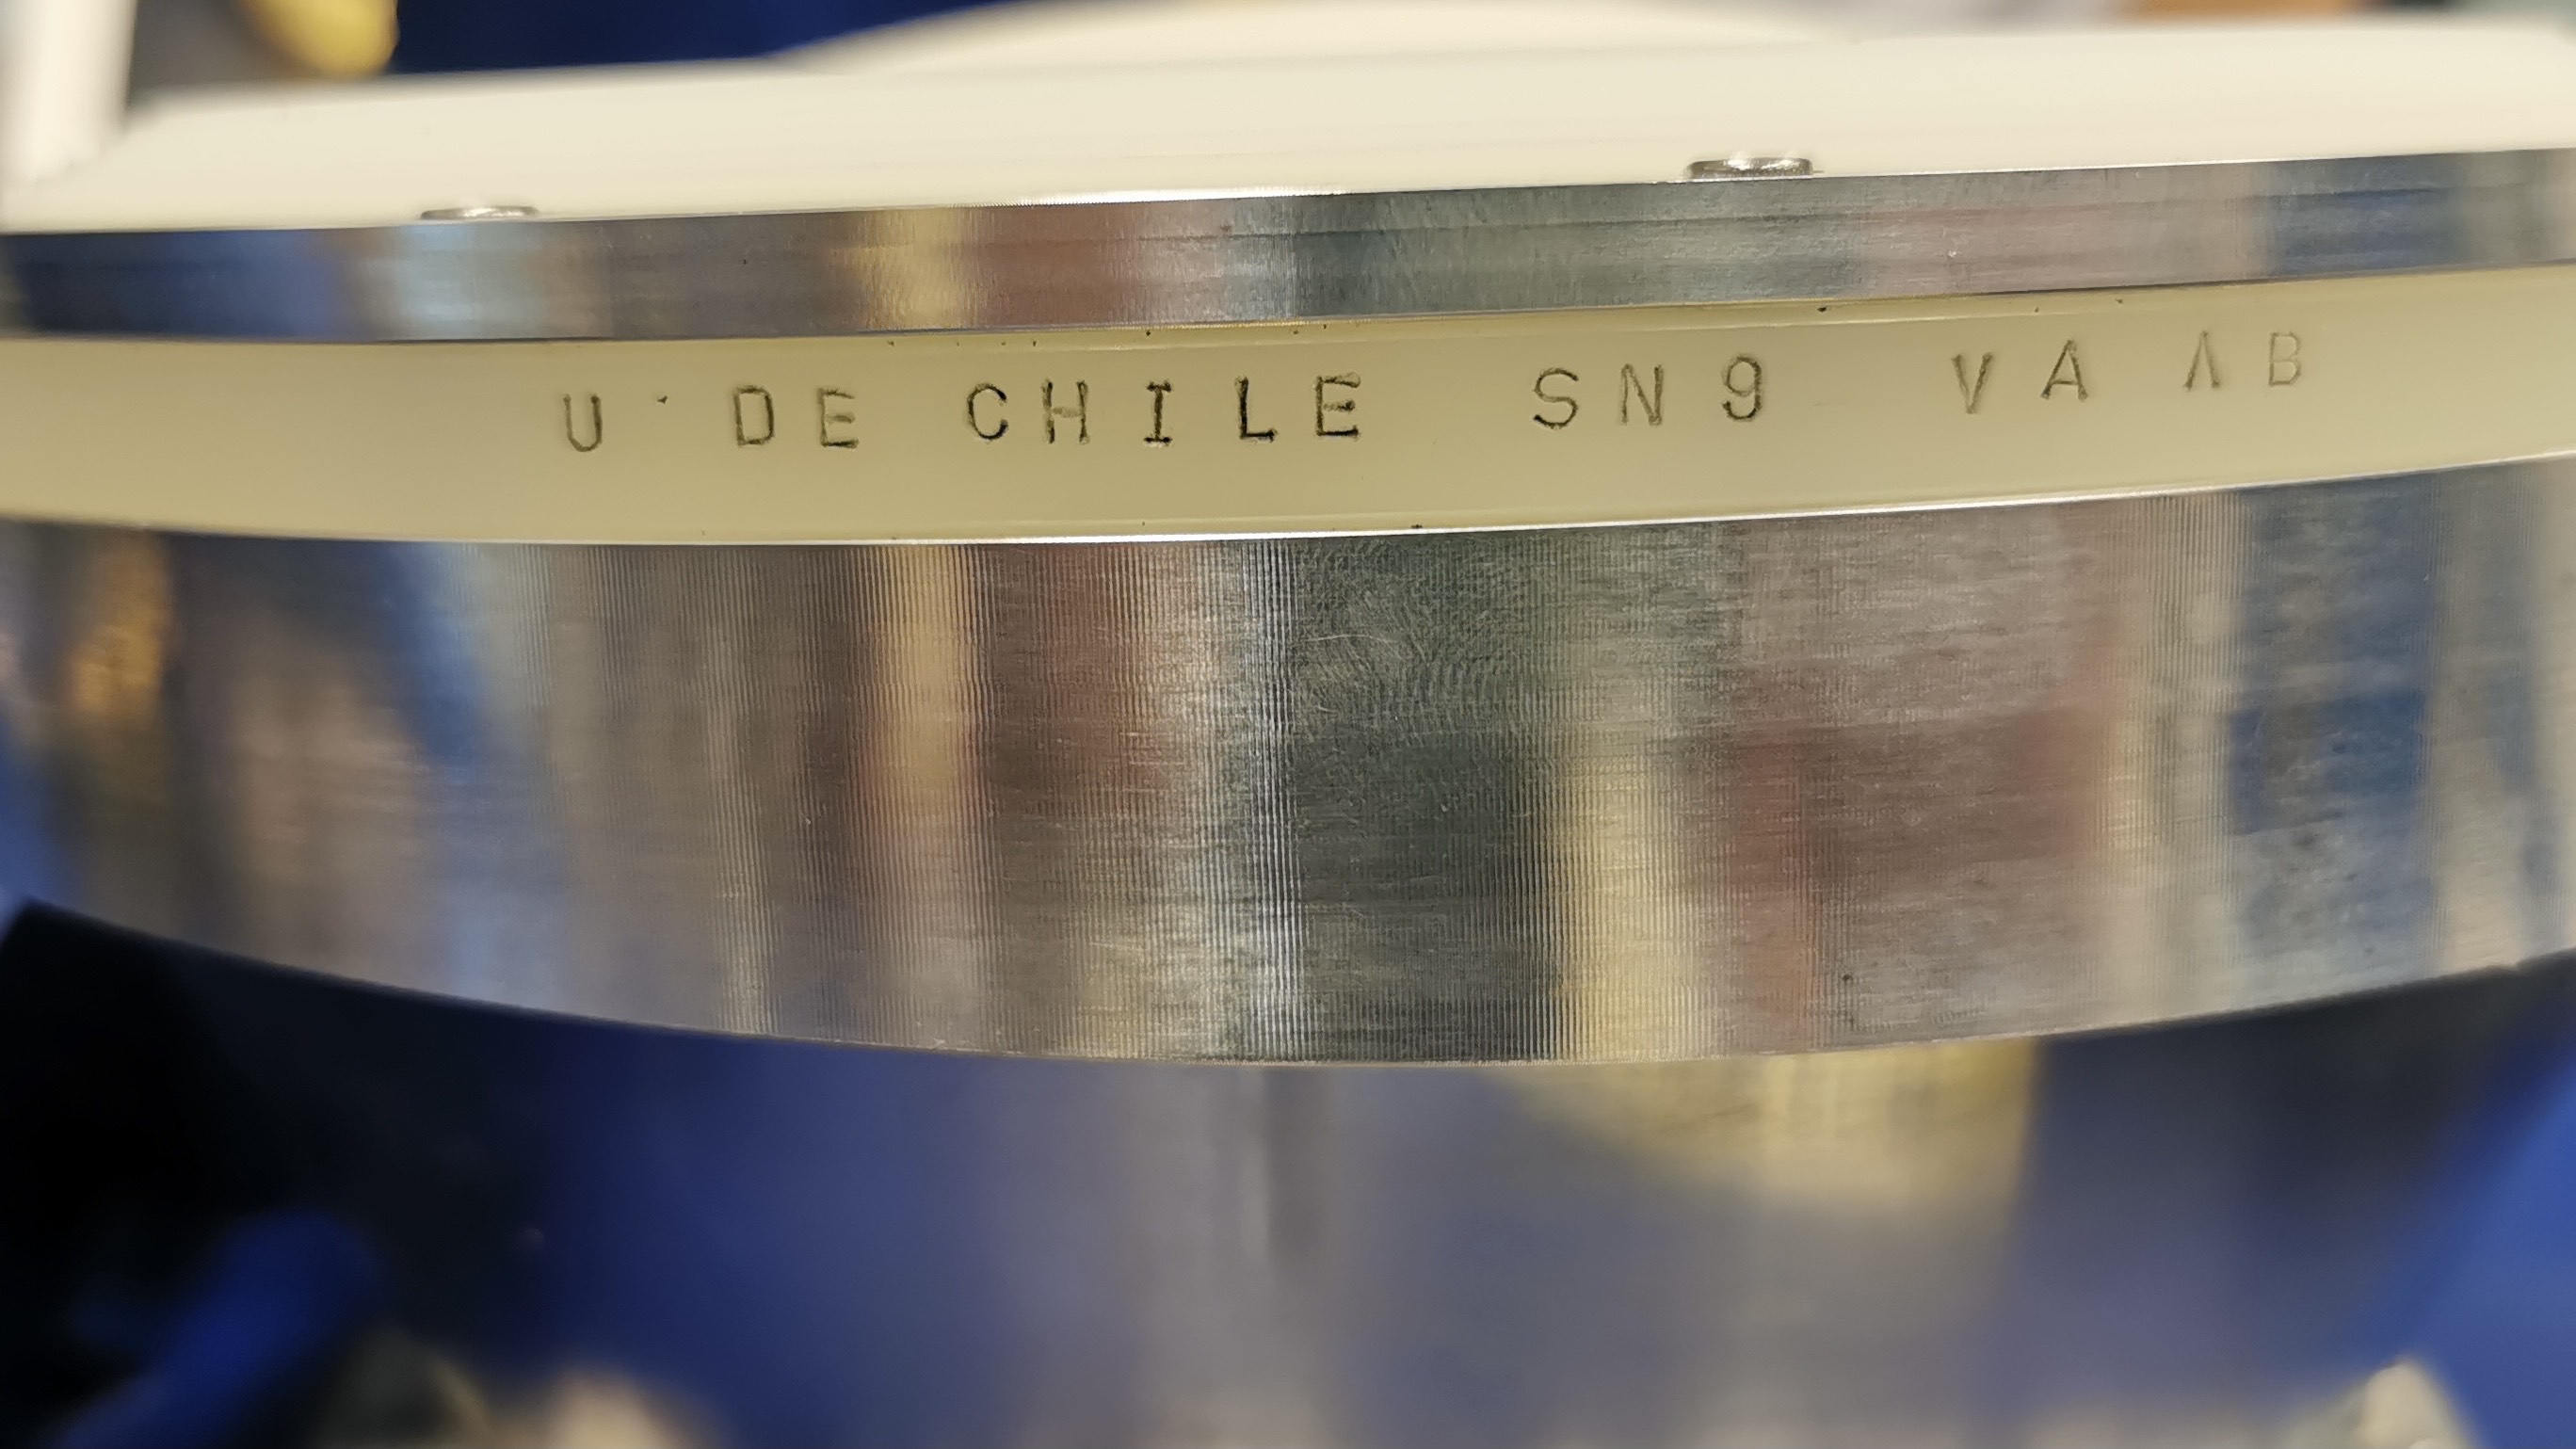 U· DE CHILE SN9 VA ΛB